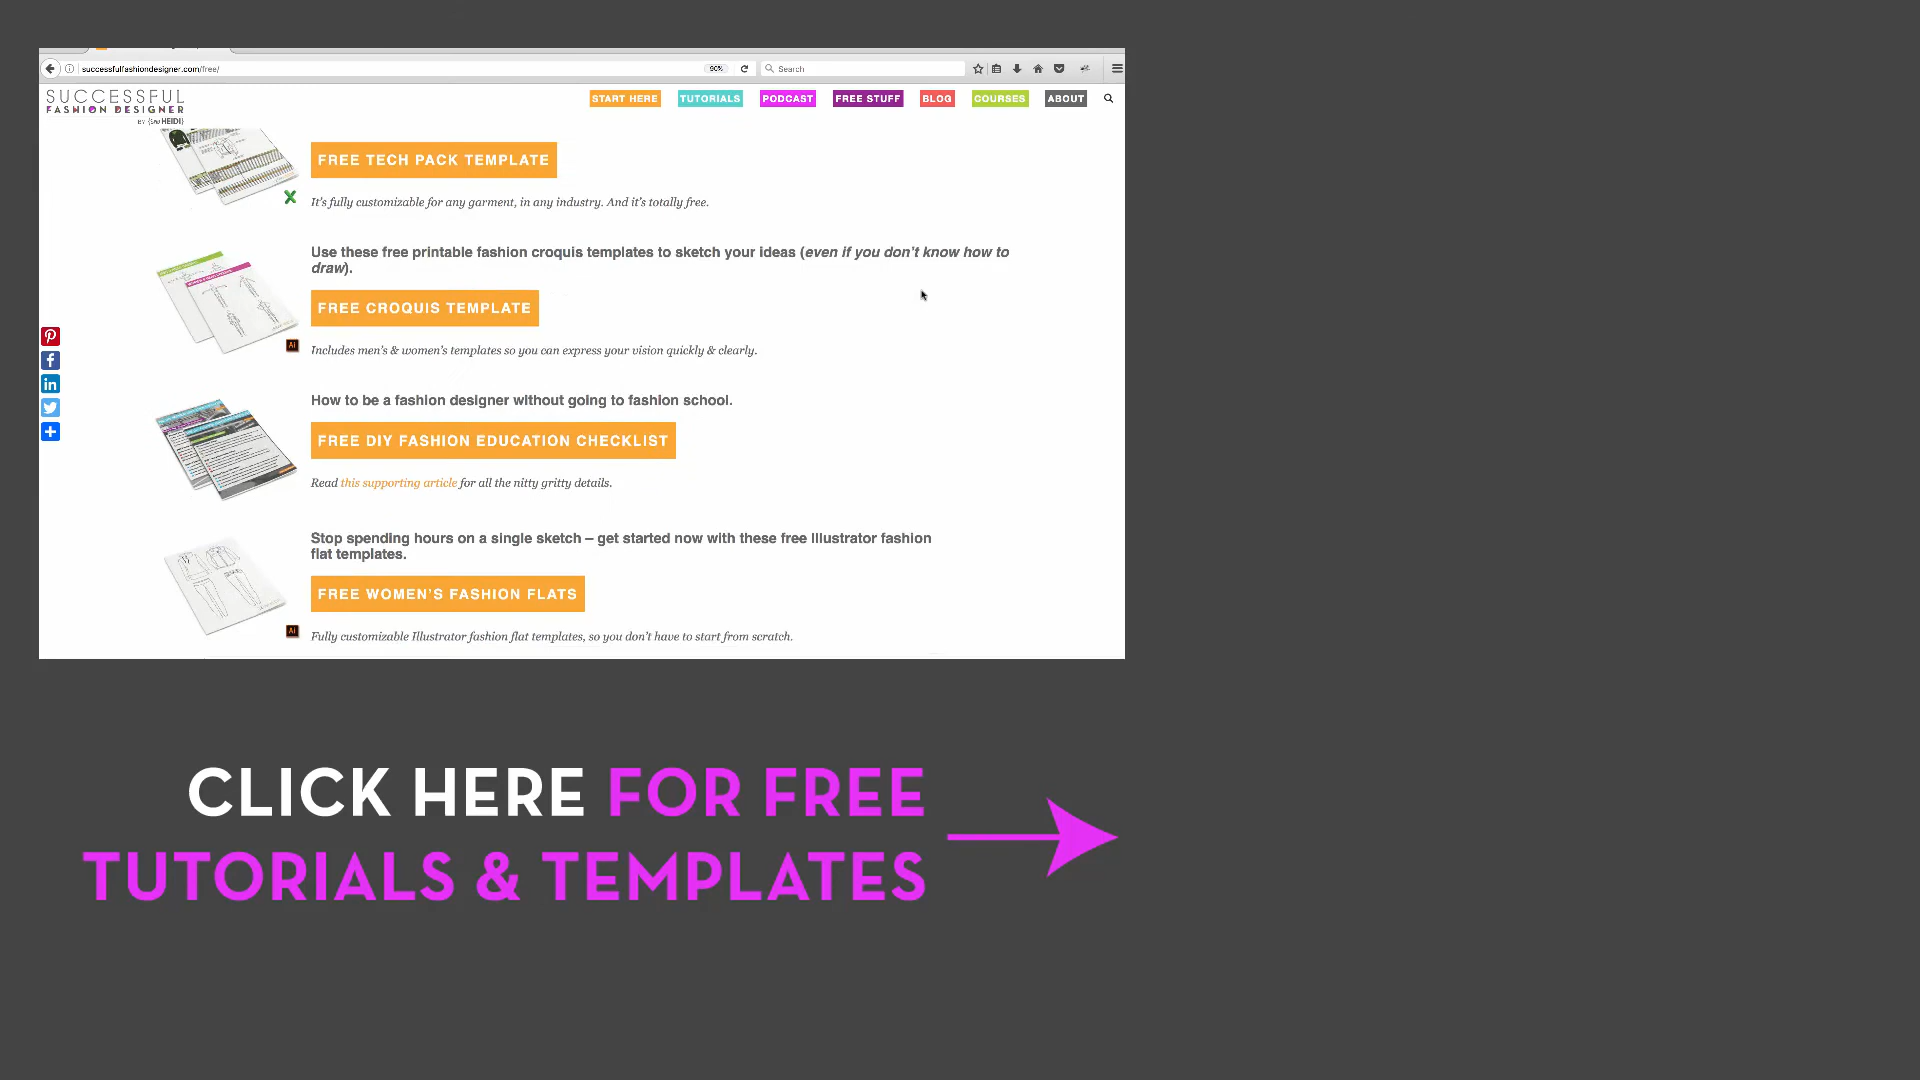 successfulfashiondesigner.com/free/
90%
Search
SUCCESSFUL
FASHION DESIGNER
BY {sew HEIDI}
START HERE
TUTORIALS
PODCAST
FREE STUFF
BLOG
COURSES
ABOUT
FREE TECH PACK TEMPLATE
It's fully customizable for any garment, in any industry. And it's totally free.
Use these free printable fashion croquis templates to sketch your ideas (even if you don't know how to
draw).
FREE CROQUIS TEMPLATE
Includes men's & women's templates so you can express your vision quickly & clearly.
How to be a fashion designer without going to fashion school.
FREE DIY FASHION EDUCATION CHECKLIST
Read this supporting article for all the nitty gritty details.
Stop spending hours on a single sketch – get started now with these free Illustrator fashion
flat templates.
FREE WOMEN'S FASHION FLATS
Fully customizable Illustrator fashion flat templates, so you don't have to start from scratch.
CLICK HERE FOR FREE
TUTORIALS & TEMPLATES